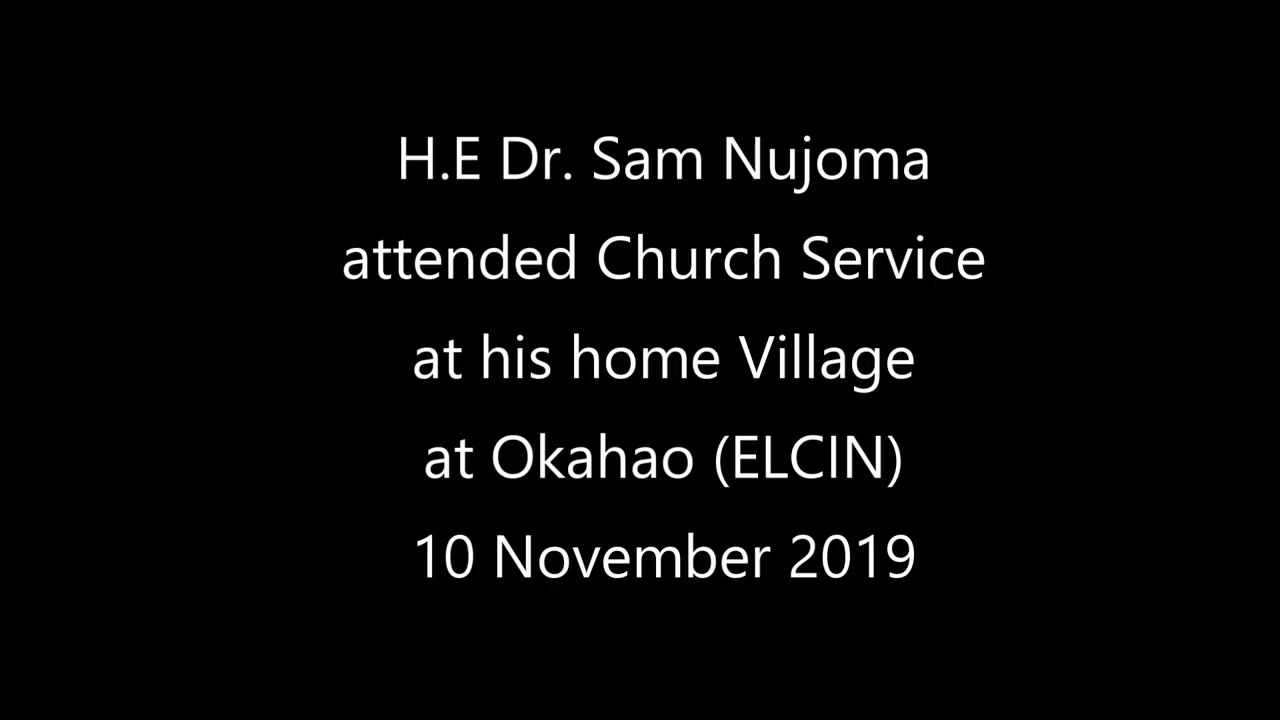 H.E Dr. Sam Nujoma
attended Church Service
at his home Village
at Okahao (ELCIN)
10 November 2019